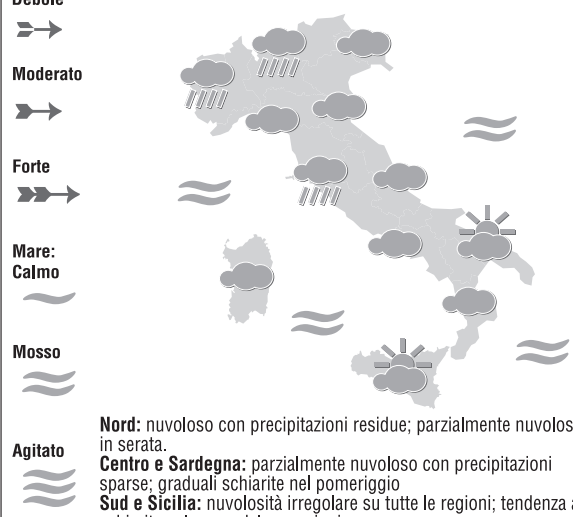 Debole
Moderato
Forte
Mare:
Calmo
Mosso
Agitato
Nord: nuvoloso con precipitazioni residue; parzialmente nuvolos
in serata.
Centro e Sardegna: parzialmente nuvoloso con precipitazioni
sparse; graduali schiarite nel pomeriggio
Sud e Sicilia: nuvolosità irregolare su tutte le regioni; tendenza a